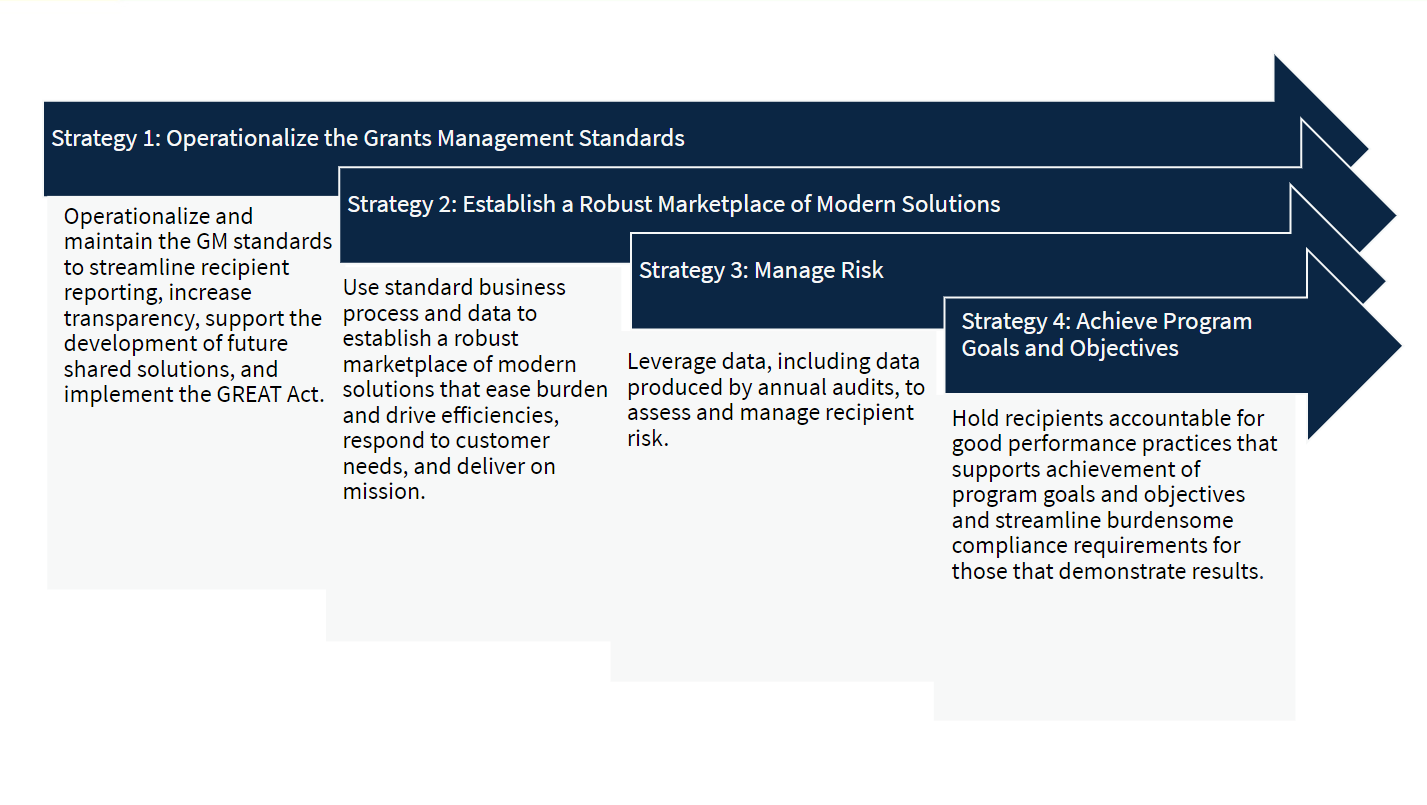 Strategy 1: Operationalize the Grants Management Standards
Operationalize and
maintain the GM standards
to streamline recipient
reporting, increase
transparency, support the
development of future
shared solutions, and
implement the GREAT Act.
Strategy 2: Establish a Robust Marketplace of Modern Solutions
Use standard business
process and data to
establish a robust
marketplace of modern
solutions that ease burden
and drive efficiencies,
respond to customer
needs, and deliver on
mission.
Strategy 3: Manage Risk
Leverage data, including data
produced by annual audits, to
assess and manage recipient
risk.
Strategy 4: Achieve Program
Goals and Objectives
Hold recipients accountable for
good performance practices that
supports achievement of
program goals and objectives
and streamline burdensome
compliance requirements for
those that demonstrate results.